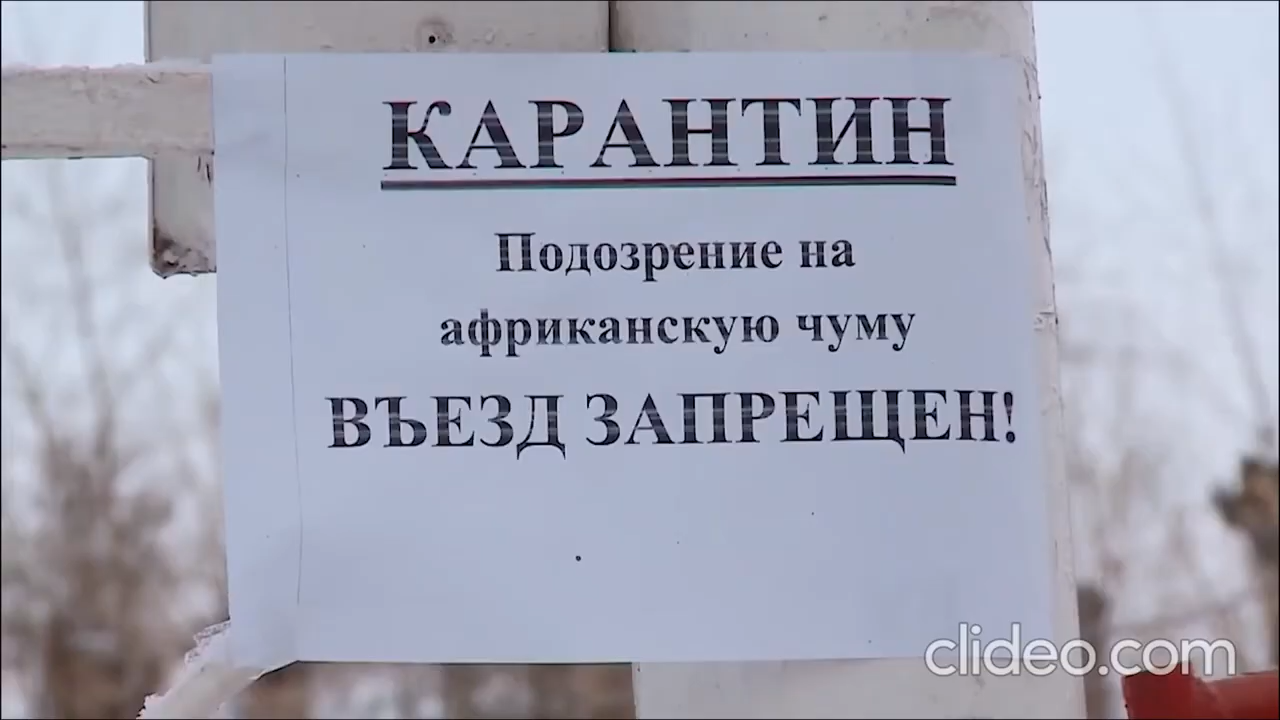 КАРАНТИН
Подозрение на
африканскую чуму
ВЪЕЗД ЗАПРЕЩЕН!
clideo.com